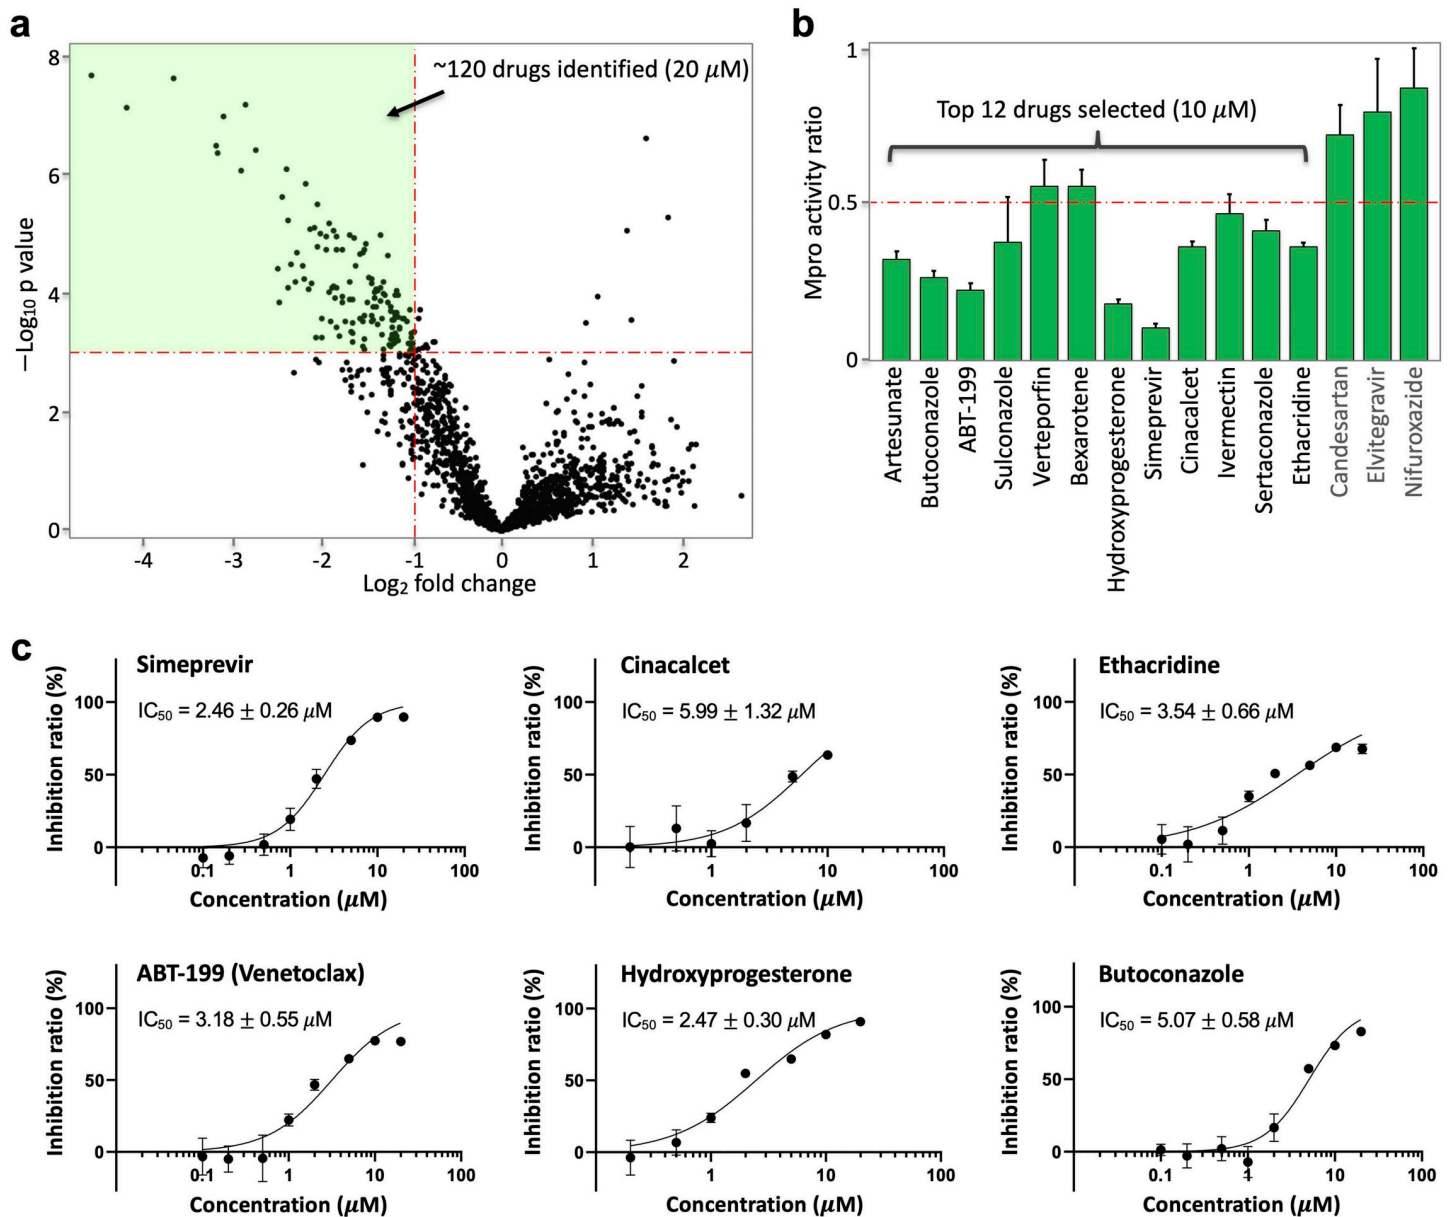 a
~120 drugs identified (20 μM)
8
6
4
2
0
−Log₁₀ p value
-4 -3 -2 -1 0 1 2
Log₂ fold change
b
Top 12 drugs selected (10 μM)
1
0.5
0
Mpro activity ratio
Artesunate
Butoconazole
ABT-199
Sulconazole
Verteporfin
Bexarotene
Hydroxyprogesterone
Simeprevir
Cinacalcet
Ivermectin
Sertaconazole
Ethacridine
Candesartan
Elvitegravir
Nifuroxazide
c
Simeprevir
IC₅₀ = 2.46 ± 0.26 μM
Inhibition ratio (%)
100
50
0
0.1 1 10 100
Concentration (μM)
Cinacalcet
IC₅₀ = 5.99 ± 1.32 μM
Inhibition ratio (%)
100
50
0
1 10 100
Concentration (μM)
Ethacridine
IC₅₀ = 3.54 ± 0.66 μM
Inhibition ratio (%)
100
50
0
0.1 1 10 100
Concentration (μM)
ABT-199 (Venetoclax)
IC₅₀ = 3.18 ± 0.55 μM
Inhibition ratio (%)
100
50
0
0.1 1 10 100
Concentration (μM)
Hydroxyprogesterone
IC₅₀ = 2.47 ± 0.30 μM
Inhibition ratio (%)
100
50
0
1 10 100
Concentration (μM)
Butoconazole
IC₅₀ = 5.07 ± 0.58 μM
Inhibition ratio (%)
100
50
0
0.1 1 10 100
Concentration (μM)